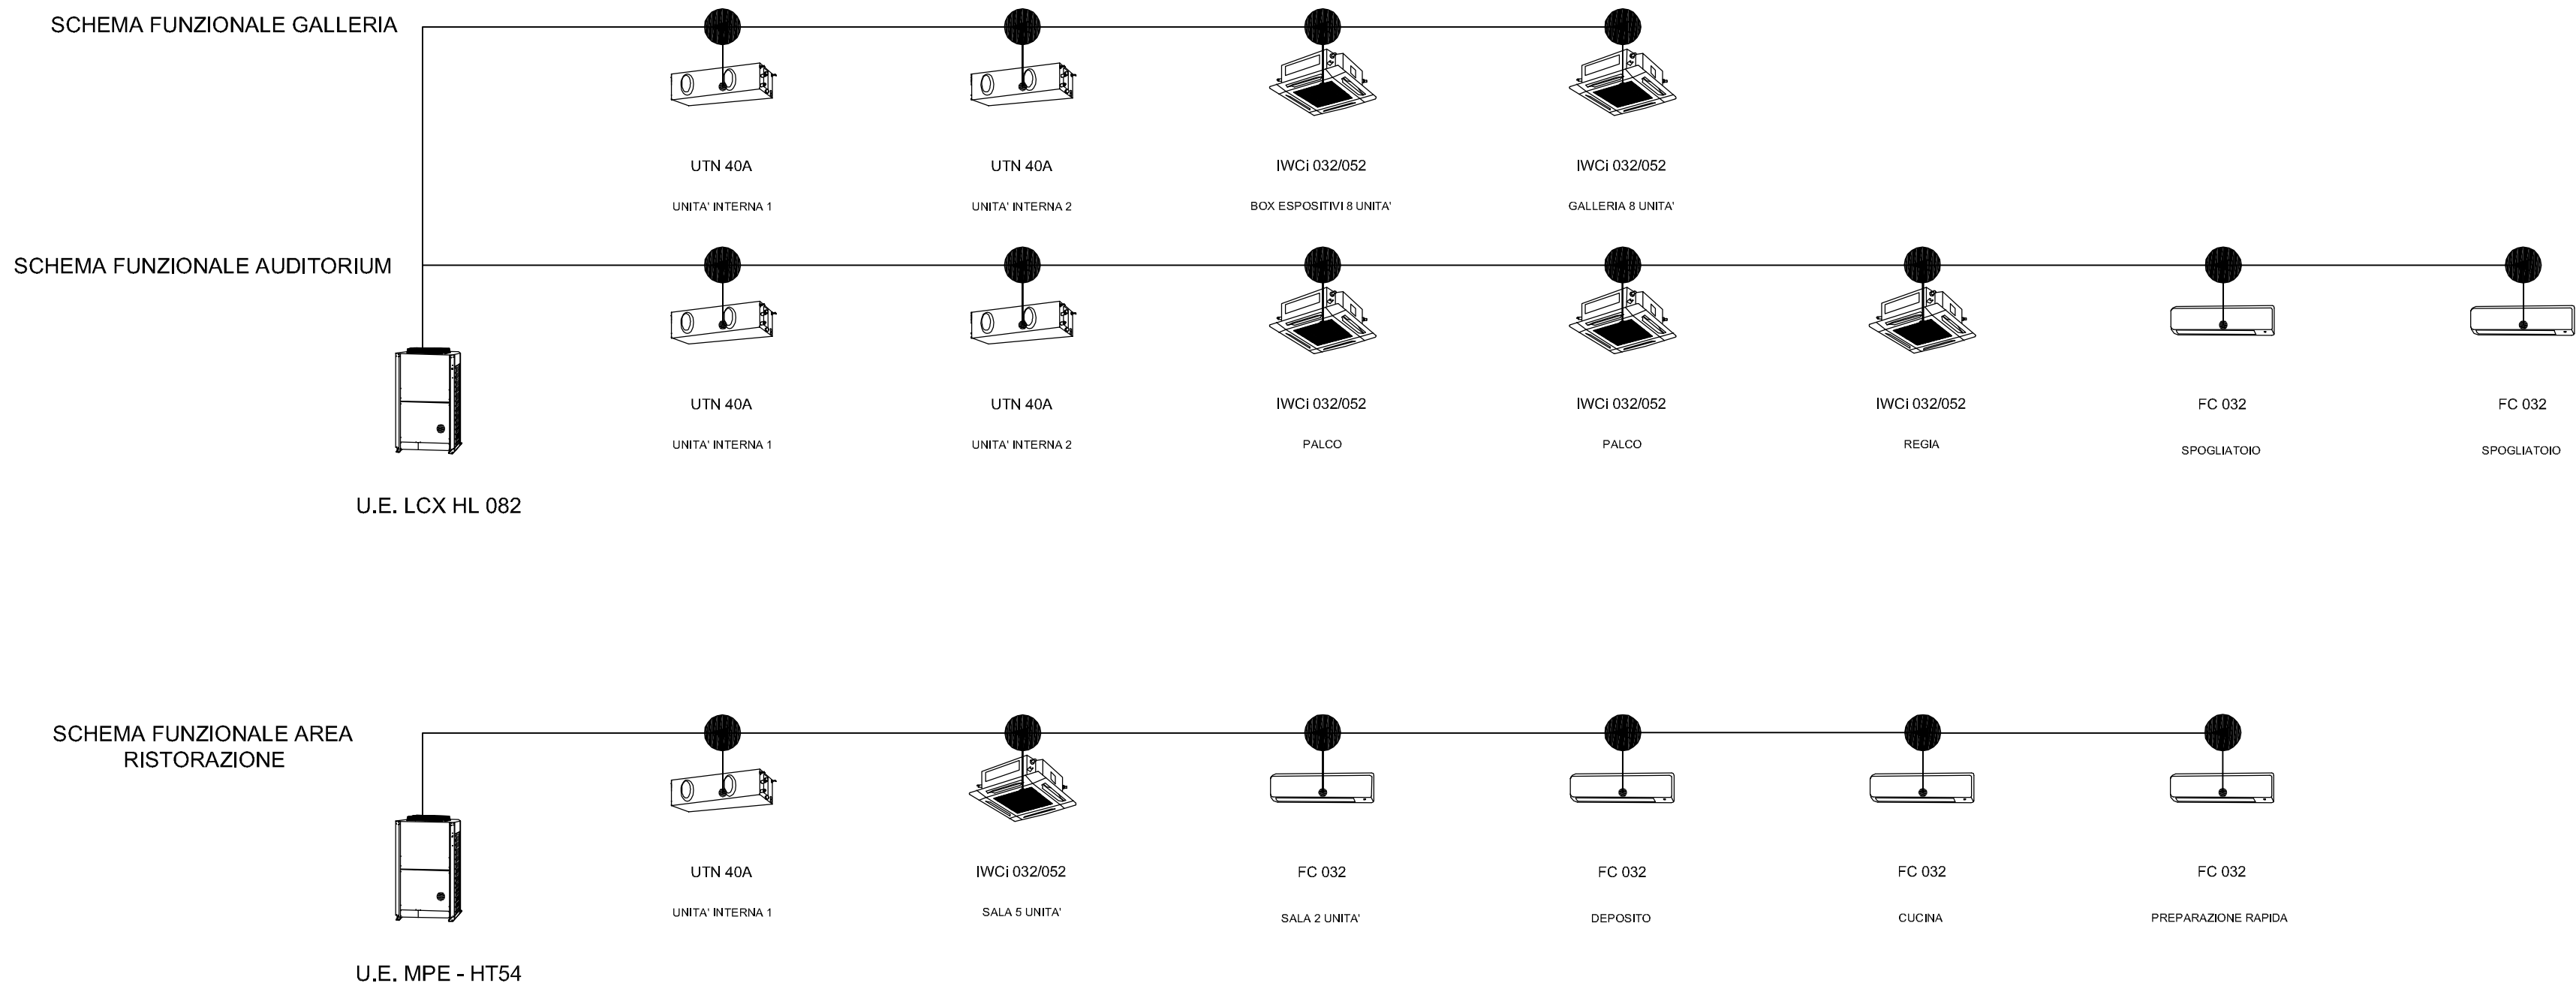 SCHEMA FUNZIONALE GALLERIA
UTN 40A
UTN 40A
IWCi 032/052
IWCi 032/052
UNITA' INTERNA 1
UNITA' INTERNA 2
BOX ESPOSITIVI 8 UNITA'
GALLERIA 8 UNITA'
SCHEMA FUNZIONALE AUDITORIUM
UTN 40A
UTN 40A
IWCi 032/052
IWCi 032/052
IWCi 032/052
FC 032
FC 032
UNITA' INTERNA 1
UNITA' INTERNA 2
PALCO
PALCO
REGIA
SPOGLIATOIO
SPOGLIATOIO
U.E. LCX HL 082
SCHEMA FUNZIONALE AREA
RISTORAZIONE
UTN 40A
IWCi 032/052
FC 032
FC 032
FC 032
FC 032
UNITA' INTERNA 1
SALA 5 UNITA'
SALA 2 UNITA'
DEPOSITO
CUCINA
PREPARAZIONE RAPIDA
U.E. MPE - HT54